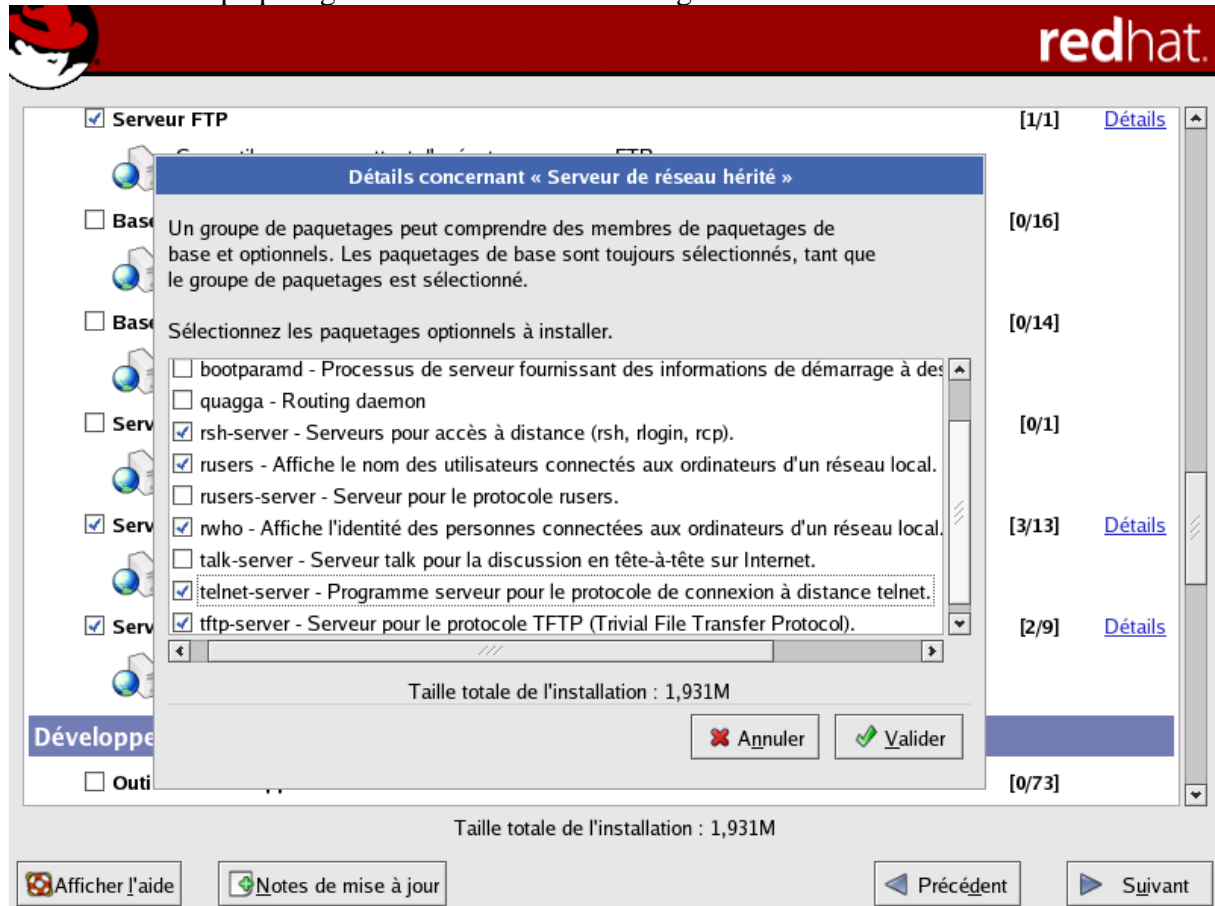 redhat.
Serveur FTP [1/1] Détails
Détails concernant « Serveur de réseau hérité »
Un groupe de paquetages peut comprendre des membres de paquetages de
base et optionnels. Les paquetages de base sont toujours sélectionnés, tant que
le groupe de paquetages est sélectionné.
Sélectionnez les paquetages optionnels à installer.
bootparamd - Processus de serveur fournissant des informations de démarrage à des
quagga - Routing daemon
rsh-server - Serveurs pour accès à distance (rsh, rlogin, rcp).
rusers - Affiche le nom des utilisateurs connectés aux ordinateurs d'un réseau local.
rusers-server - Serveur pour le protocole rusers.
rwho - Affiche l'identité des personnes connectées aux ordinateurs d'un réseau local.
talk-server - Serveur talk pour la discussion en tête-à-tête sur Internet.
telnet-server - Programme serveur pour le protocole de connexion à distance telnet.
tftp-server - Serveur pour le protocole TFTP (Trivial File Transfer Protocol).
Taille totale de l'installation : 1,931M
Annuler Valider
Base [0/16]
Base [0/14]
Serv [0/1]
Serv [3/13] Détails
Serv [2/9] Détails
Développe
Outi [0/73]
Taille totale de l'installation : 1,931M
Afficher l'aide Notes de mise à jour Précédent Suivant